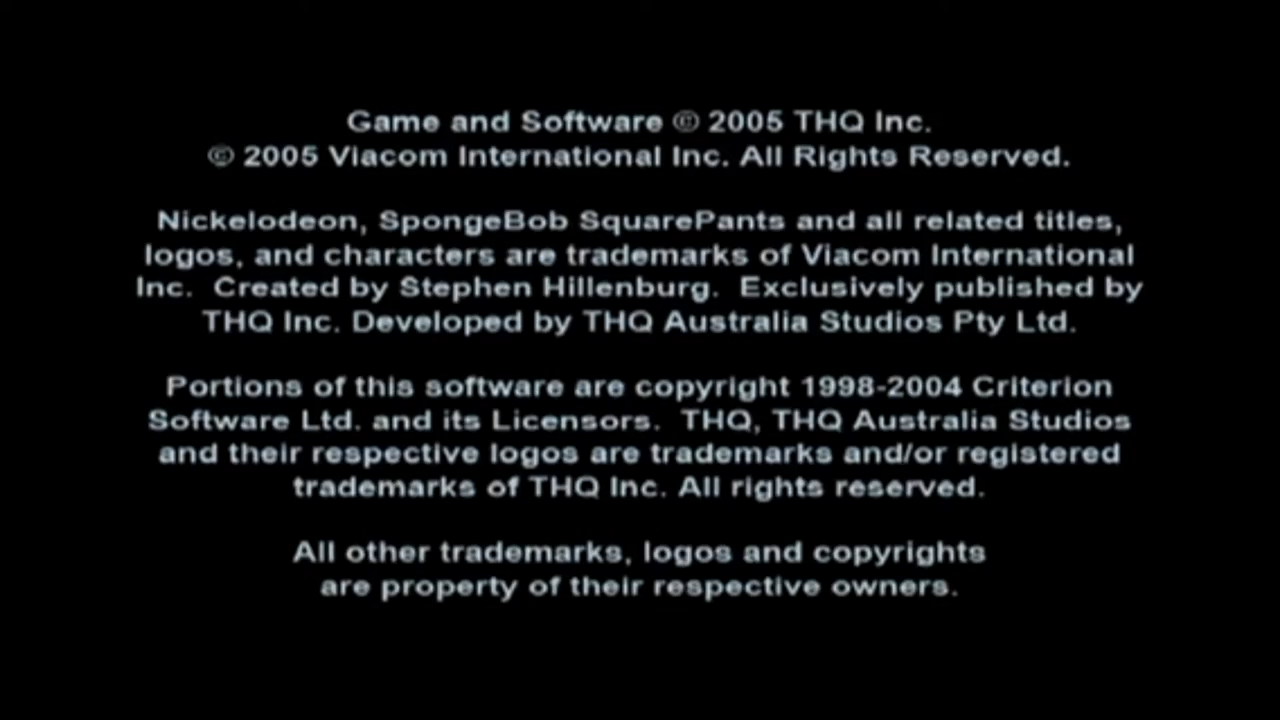 Game and Software © 2005 THQ Inc.
© 2005 Viacom International Inc. All Rights Reserved.
Nickelodeon, SpongeBob SquarePants and all related titles,
logos, and characters are trademarks of Viacom International
Inc.  Created by Stephen Hillenburg.  Exclusively published by
THQ Inc. Developed by THQ Australia Studios Pty Ltd.
Portions of this software are copyright 1998-2004 Criterion
Software Ltd. and its Licensors.  THQ, THQ Australia Studios
and their respective logos are trademarks and/or registered
trademarks of THQ Inc. All rights reserved.
All other trademarks, logos and copyrights
are property of their respective owners.